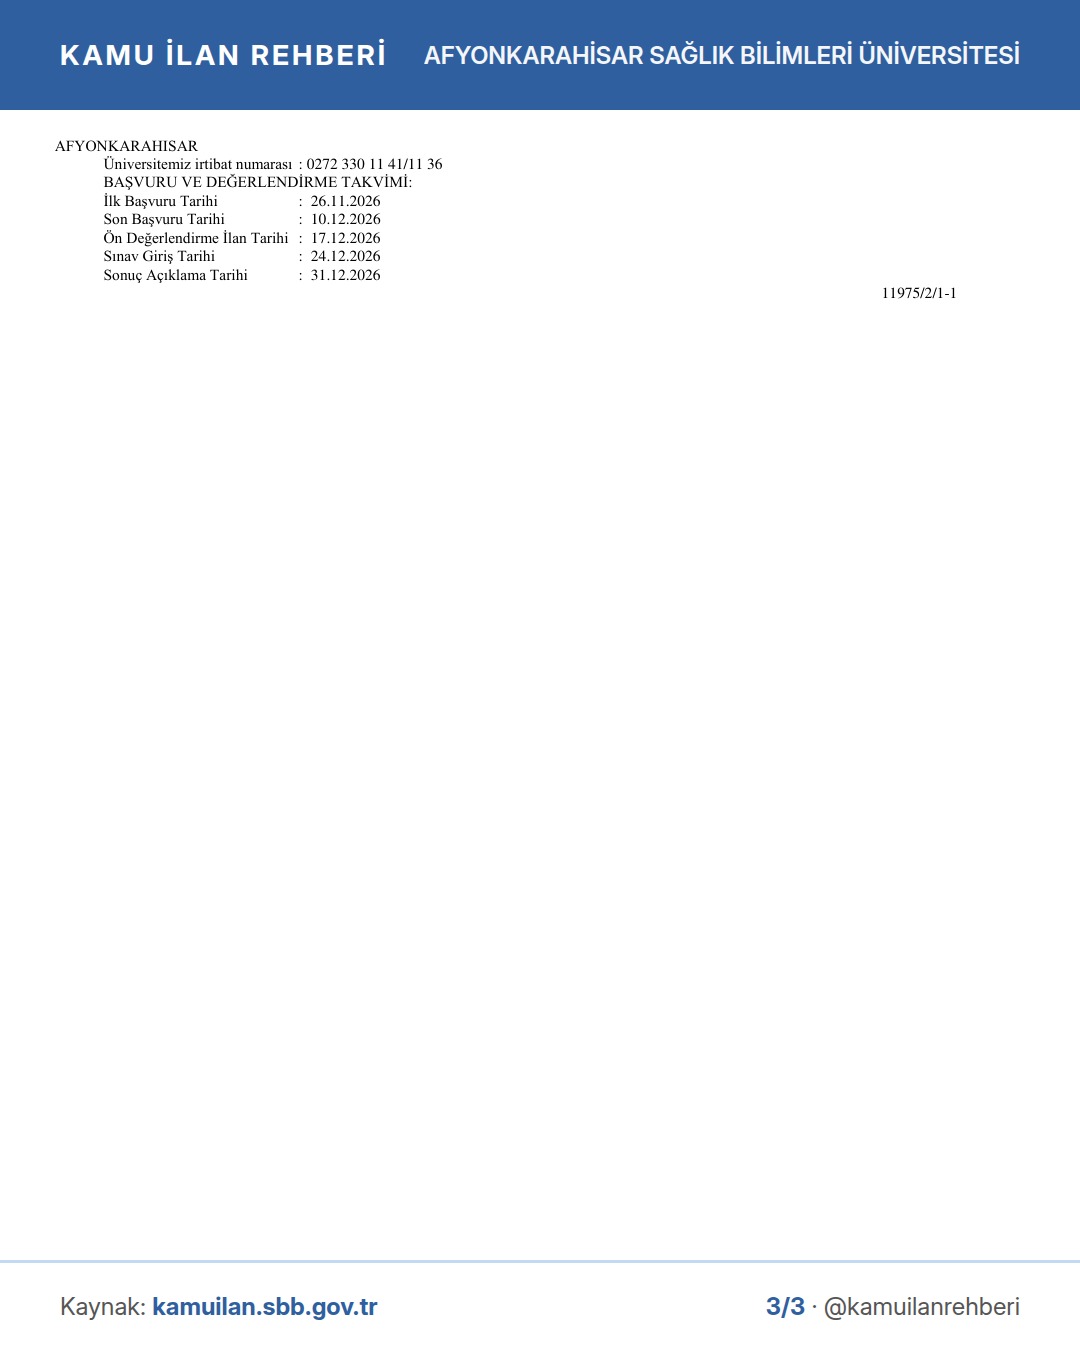 KAMU İLAN REHBERİ AFYONKARAHİSAR SAĞLIK BİLİMLERİ ÜNİVERSİTESİ
AFYONKARAHISAR
Üniversitemiz irtibat numarası : 0272 330 11 41/11 36
BAŞVURU VE DEĞERLENDİRME TAKVİMİ:
İlk Başvuru Tarihi : 26.11.2026
Son Başvuru Tarihi : 10.12.2026
Ön Değerlendirme İlan Tarihi : 17.12.2026
Sınav Giriş Tarihi : 24.12.2026
Sonuç Açıklama Tarihi : 31.12.2026
11975/2/1-1
Kaynak: kamuilan.sbb.gov.tr 3/3 · @kamuilanrehberi